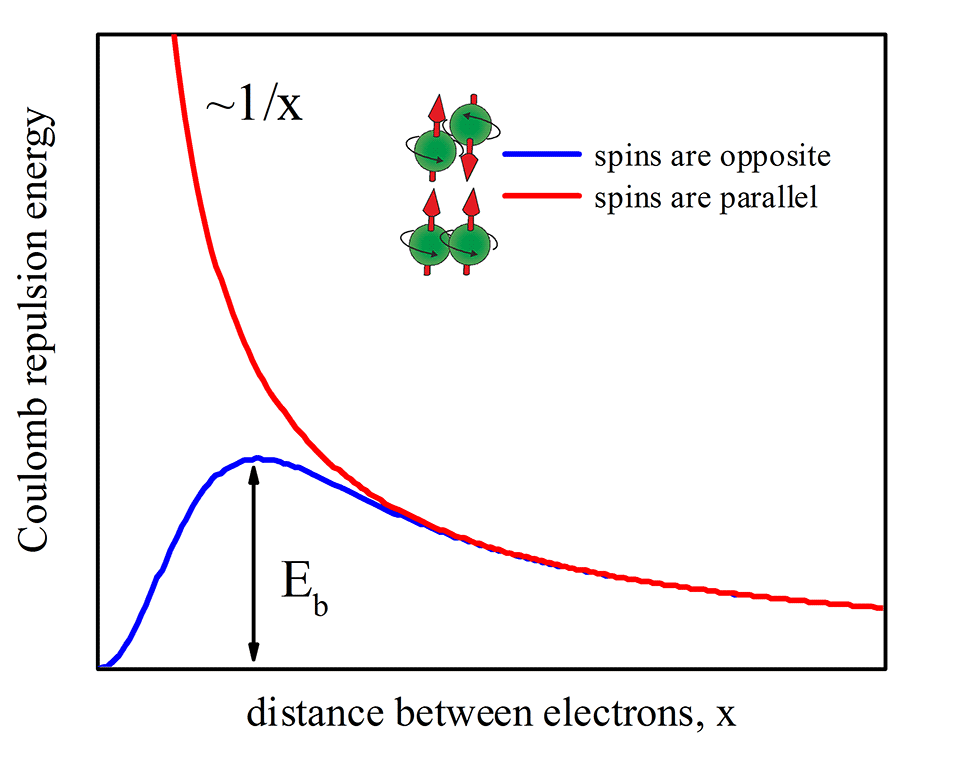 ~1/x
spins are opposite
spins are parallel
E_b
Coulomb repulsion energy
distance between electrons, x